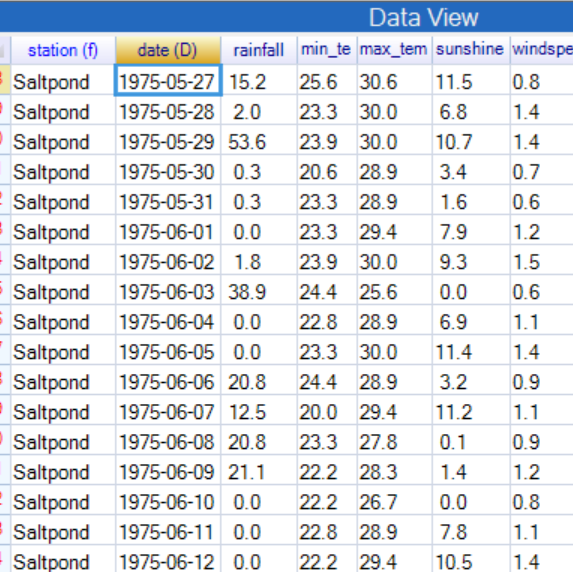 Data View
station (f) date (D) rainfall min_te max_tem sunshine windspe
Saltpond 1975-05-27 15.2 25.6 30.6 11.5 0.8
Saltpond 1975-05-28 2.0 23.3 30.0 6.8 1.4
Saltpond 1975-05-29 53.6 23.9 30.0 10.7 1.4
Saltpond 1975-05-30 0.3 20.6 28.9 3.4 0.7
Saltpond 1975-05-31 0.3 23.3 28.9 1.6 0.6
Saltpond 1975-06-01 0.0 23.3 29.4 7.9 1.2
Saltpond 1975-06-02 1.8 23.9 30.0 9.3 1.5
Saltpond 1975-06-03 38.9 24.4 25.6 0.0 0.6
Saltpond 1975-06-04 0.0 22.8 28.9 6.9 1.1
Saltpond 1975-06-05 0.0 23.3 30.0 11.4 1.4
Saltpond 1975-06-06 20.8 24.4 28.9 3.2 0.9
Saltpond 1975-06-07 12.5 20.0 29.4 11.2 1.1
Saltpond 1975-06-08 20.8 23.3 27.8 0.1 0.9
Saltpond 1975-06-09 21.1 22.2 28.3 1.4 1.2
Saltpond 1975-06-10 0.0 22.2 26.7 0.0 0.8
Saltpond 1975-06-11 0.0 22.8 28.9 7.8 1.1
Saltpond 1975-06-12 0.0 22.2 29.4 10.5 1.4